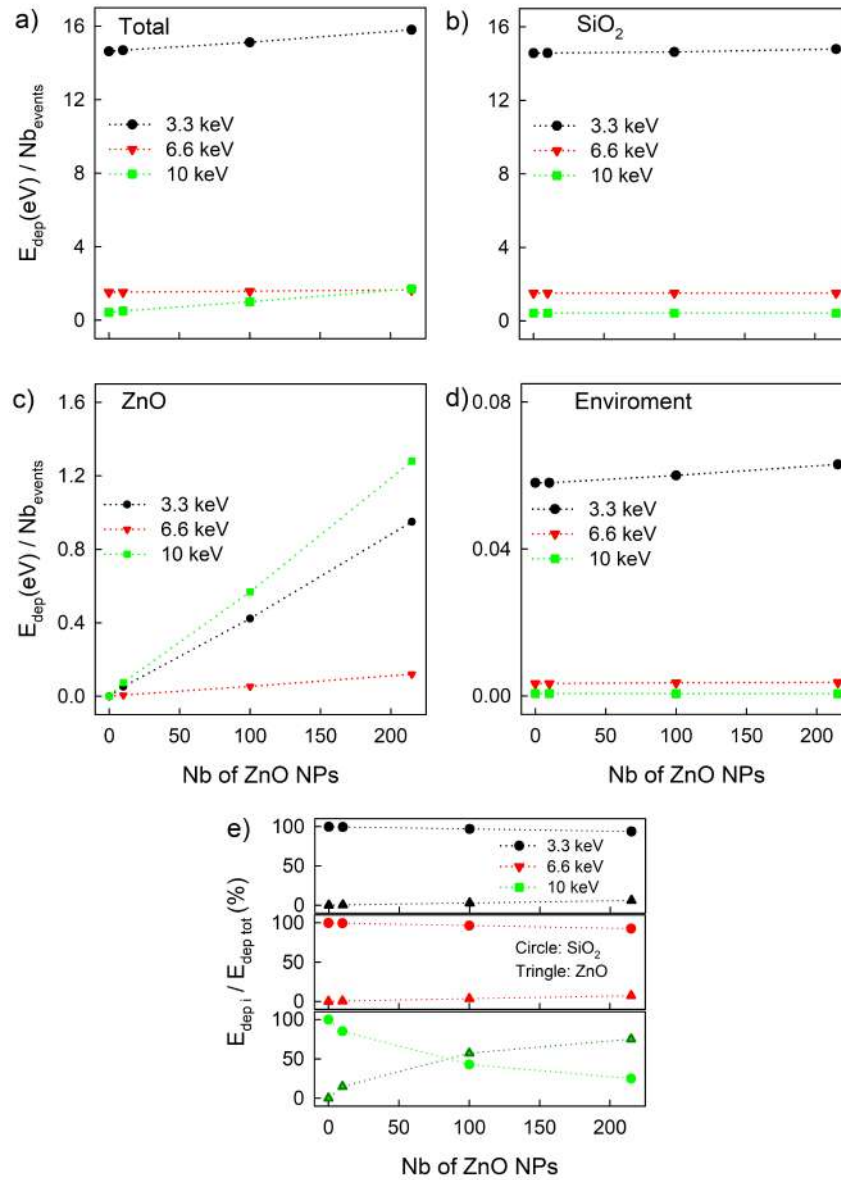 a)
Total
16
12
8
4
0
3.3 keV
6.6 keV
10 keV
E_dep(eV) / Nb_events
b)
SiO₂
16
12
8
4
0
3.3 keV
6.6 keV
10 keV
c)
ZnO
1.6
1.2
0.8
0.4
0.0
3.3 keV
6.6 keV
10 keV
E_dep(eV) / Nb_events
0 50 100 150 200
Nb of ZnO NPs
d)
Enviroment
0.08
0.04
0.00
3.3 keV
6.6 keV
10 keV
0 50 100 150 200
Nb of ZnO NPs
e)
100
50
0
3.3 keV
6.6 keV
10 keV
100
50
0
Circle: SiO₂
Tringle: ZnO
100
50
0
E_dep i / E_dep tot (%)
0 50 100 150 200
Nb of ZnO NPs